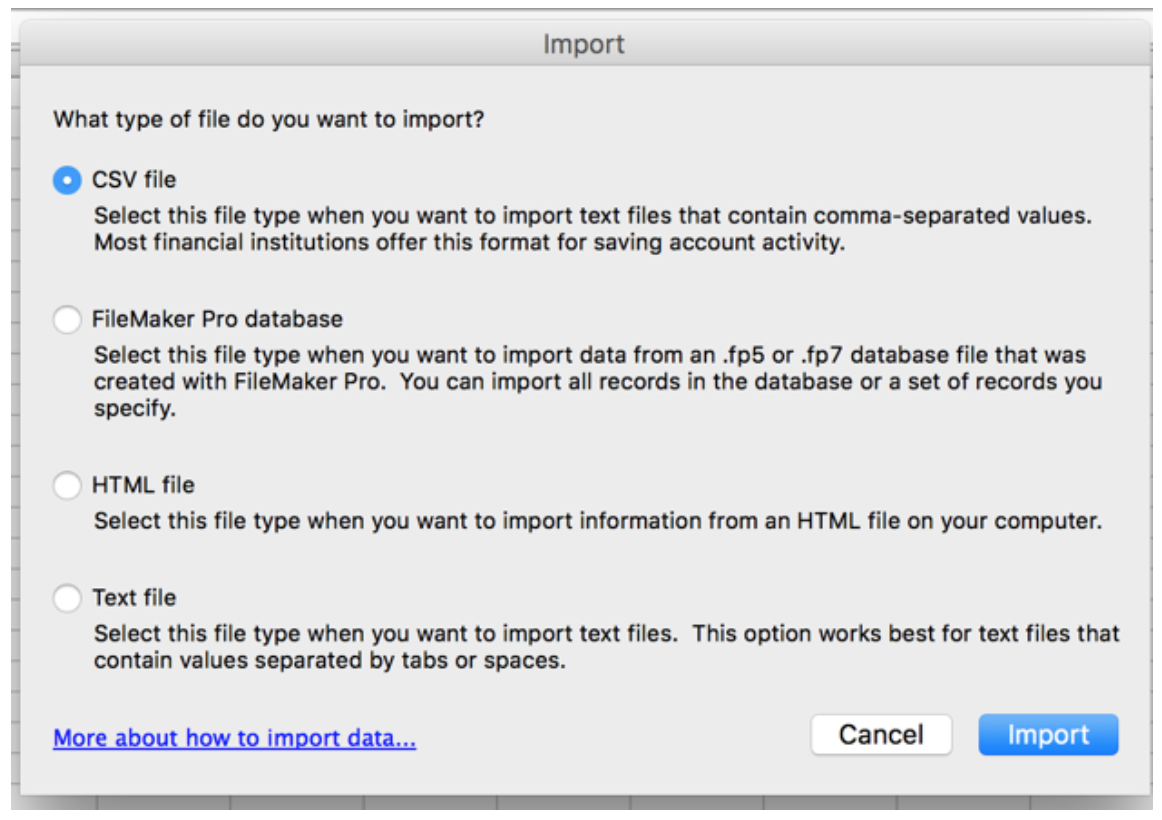 Import
What type of file do you want to import?
CSV file
Select this file type when you want to import text files that contain comma-separated values.
Most financial institutions offer this format for saving account activity.
FileMaker Pro database
Select this file type when you want to import data from an .fp5 or .fp7 database file that was
created with FileMaker Pro.  You can import all records in the database or a set of records you
specify.
HTML file
Select this file type when you want to import information from an HTML file on your computer.
Text file
Select this file type when you want to import text files.  This option works best for text files that
contain values separated by tabs or spaces.
More about how to import data...
Cancel
Import